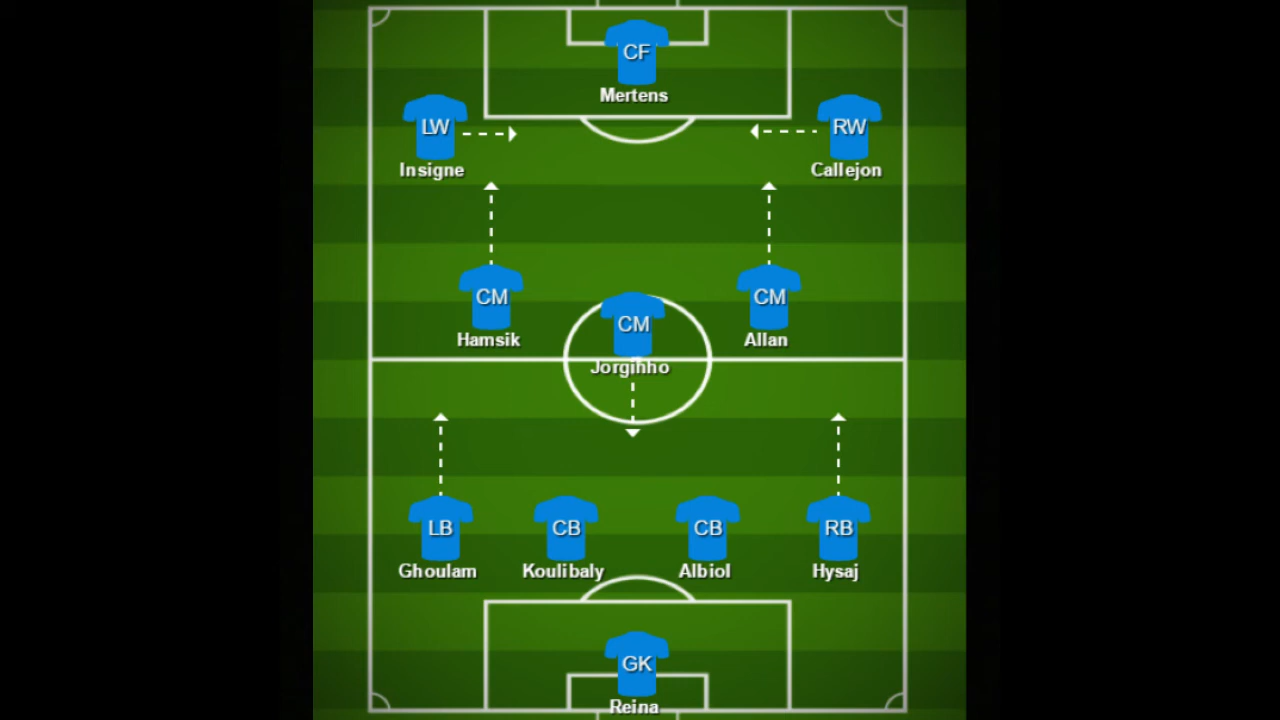 CF
Mertens
LW
RW
Insigne
Callejon
CM
CM
CM
Hamsik
Allan
Jorginho
LB
CB
CB
RB
Ghoulam
Koulibaly
Albiol
Hysaj
GK
Reina